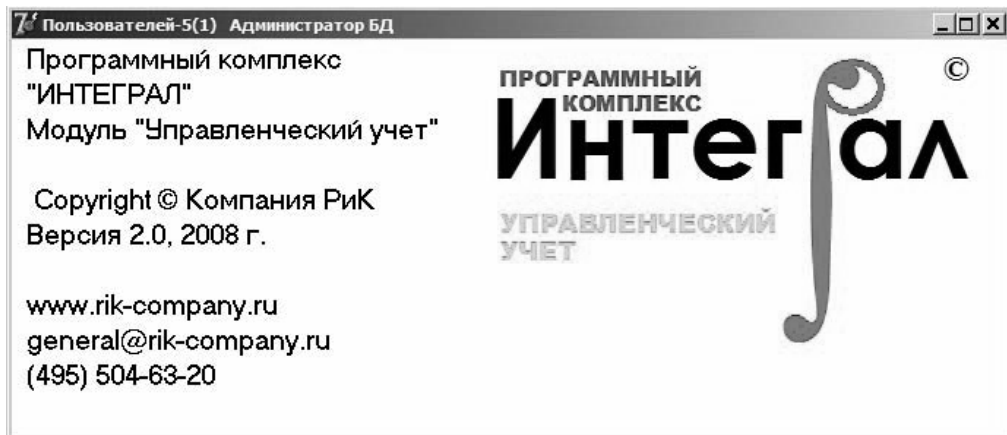 Пользователей-5(1) Администратор БД
Программный комплекс
"ИНТЕГРАЛ"
Модуль "Управленческий учет"
Copyright © Компания РиК
Версия 2.0, 2008 г.
www.rik-company.ru
general@rik-company.ru
(495) 504-63-20
©
ПРОГРАММНЫЙ
КОМПЛЕКС
Интеграл
УПРАВЛЕНЧЕСКИЙ
УЧЕТ